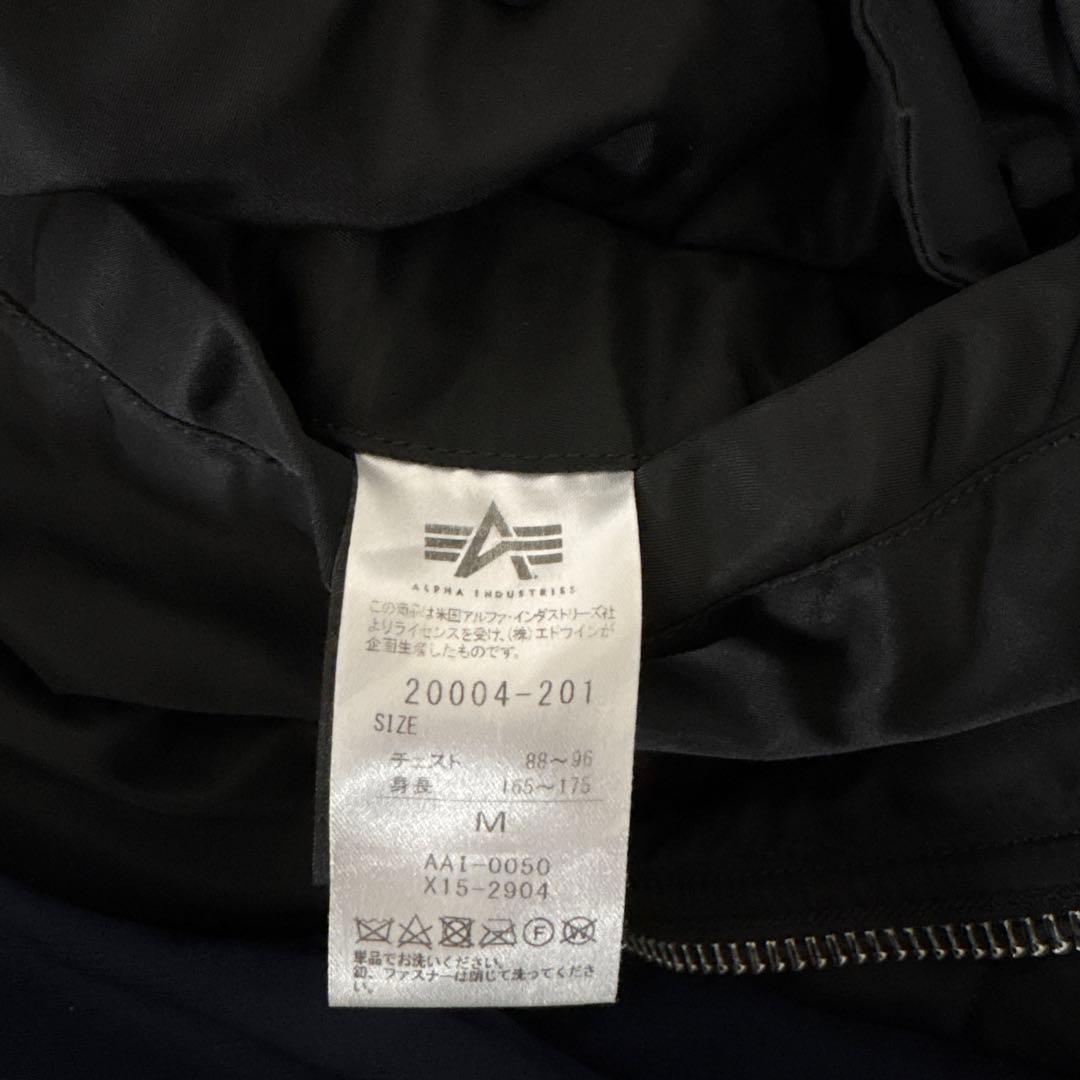 ALPHA INDUSTRIES
この商品は米国アルファ・インダストリーズ社
よりライセンスを受け、(株)エドウインが
企画生産したものです。
20004-201
SIZE
チェスト 88〜96
身長 165〜175
M
AAI-0050
X15-2904
F W
単品でお洗いください。
釦、ファスナーは閉じて洗ってくださ
い。